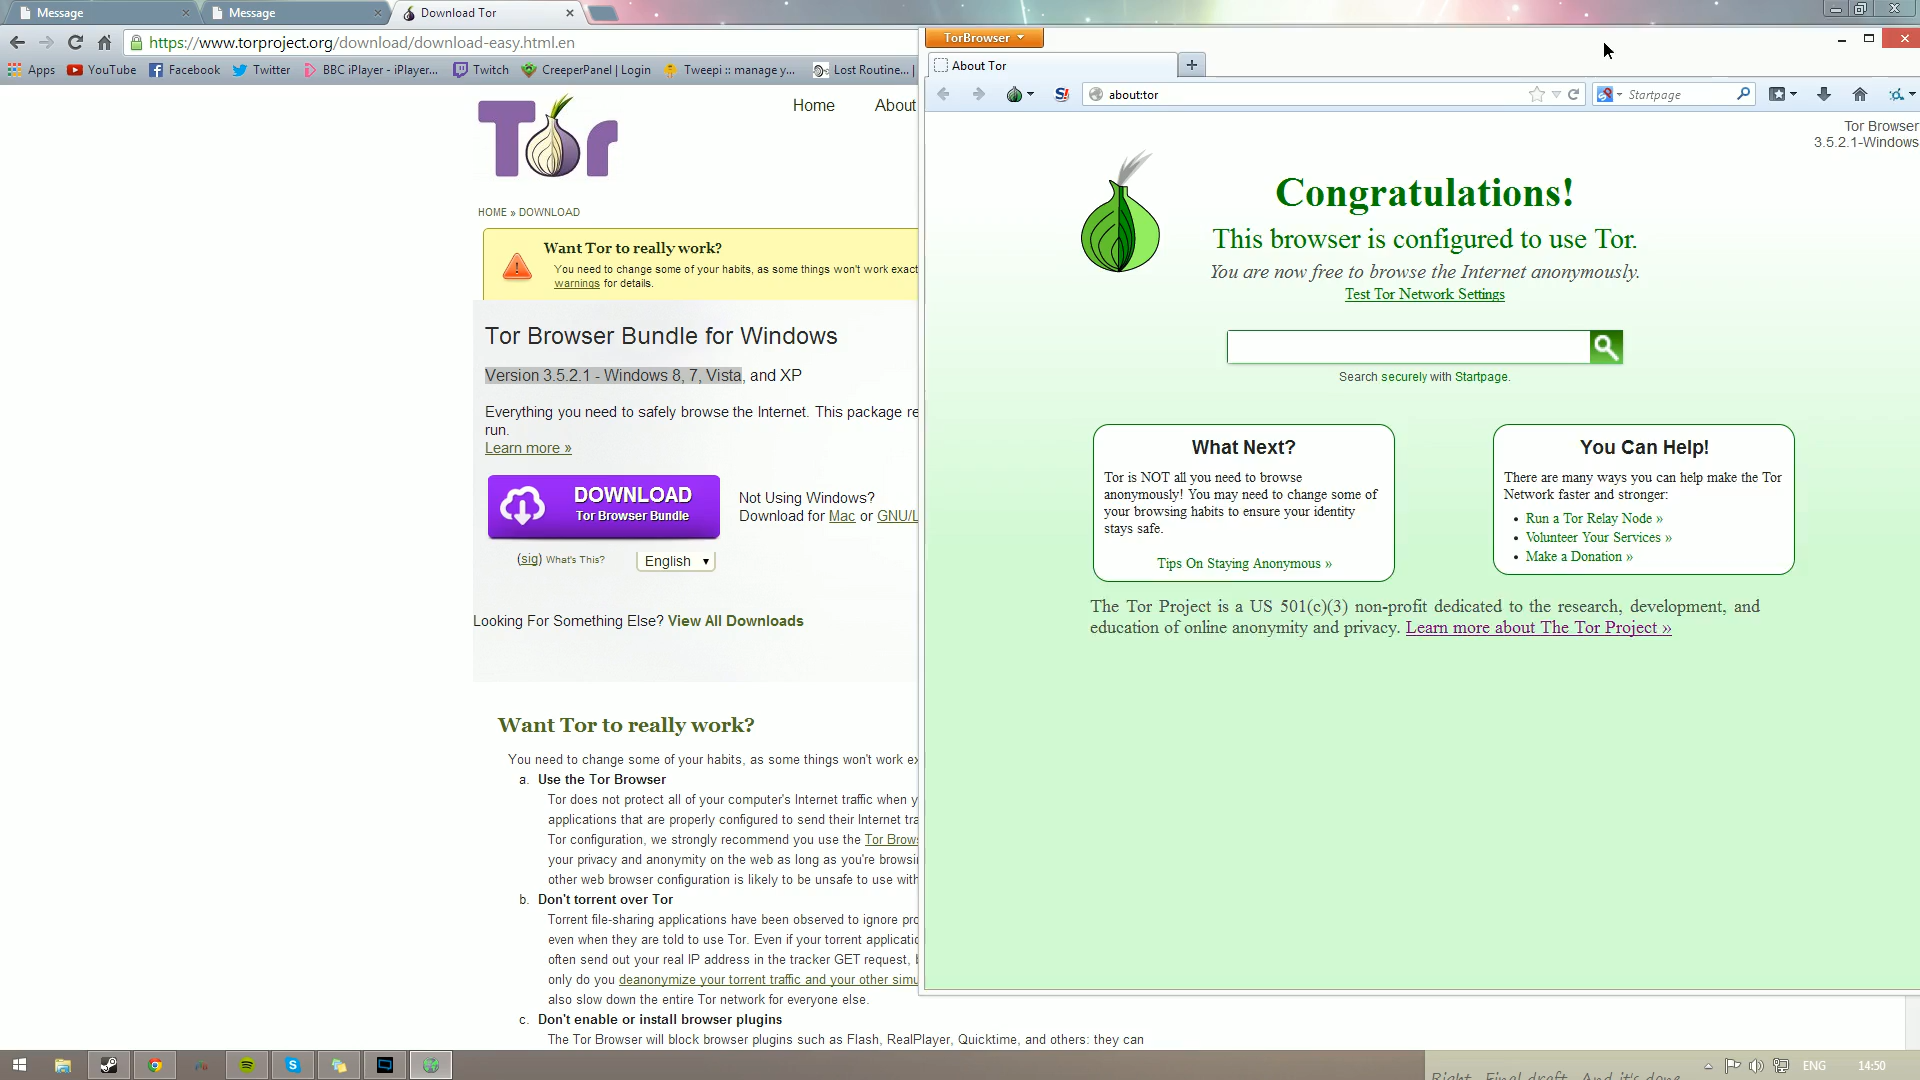 Message
Message
Download Tor
https://www.torproject.org/download/download-easy.html.en
Apps
YouTube
Facebook
Twitter
BBC iPlayer - iPlayer...
Twitch
CreeperPanel | Login
Tweepi :: manage y...
Lost Routine...
Tor
Home
About
HOME » DOWNLOAD
Want Tor to really work?
You need to change some of your habits, as some things won't work exact
warnings for details.
Tor Browser Bundle for Windows
Version 3.5.2.1 - Windows 8, 7, Vista, and XP
Everything you need to safely browse the Internet. This package re
run.
Learn more »
DOWNLOAD
Tor Browser Bundle
Not Using Windows?
Download for Mac or GNU/L
(sig) What's This?
English
Looking For Something Else? View All Downloads
Want Tor to really work?
You need to change some of your habits, as some things won't work ex
a. Use the Tor Browser
Tor does not protect all of your computer's Internet traffic when y
applications that are properly configured to send their Internet tra
Tor configuration, we strongly recommend you use the Tor Brows
your privacy and anonymity on the web as long as you're browsin
other web browser configuration is likely to be unsafe to use with
b. Don't torrent over Tor
Torrent file-sharing applications have been observed to ignore pro
even when they are told to use Tor. Even if your torrent applicatio
often send out your real IP address in the tracker GET request, b
only do you deanonymize your torrent traffic and your other simu
also slow down the entire Tor network for everyone else.
c. Don't enable or install browser plugins
The Tor Browser will block browser plugins such as Flash, RealPlayer, Quicktime, and others: they can
TorBrowser
About Tor
about:tor
Startpage
Tor Browser
3.5.2.1-Windows
Congratulations!
This browser is configured to use Tor.
You are now free to browse the Internet anonymously.
Test Tor Network Settings
Search securely with Startpage.
What Next?
Tor is NOT all you need to browse
anonymously! You may need to change some of
your browsing habits to ensure your identity
stays safe.
Tips On Staying Anonymous »
You Can Help!
There are many ways you can help make the Tor
Network faster and stronger:
• Run a Tor Relay Node »
• Volunteer Your Services »
• Make a Donation »
The Tor Project is a US 501(c)(3) non-profit dedicated to the research, development, and
education of online anonymity and privacy. Learn more about The Tor Project »
ENG
14:50
Right. Final draft. And it's done